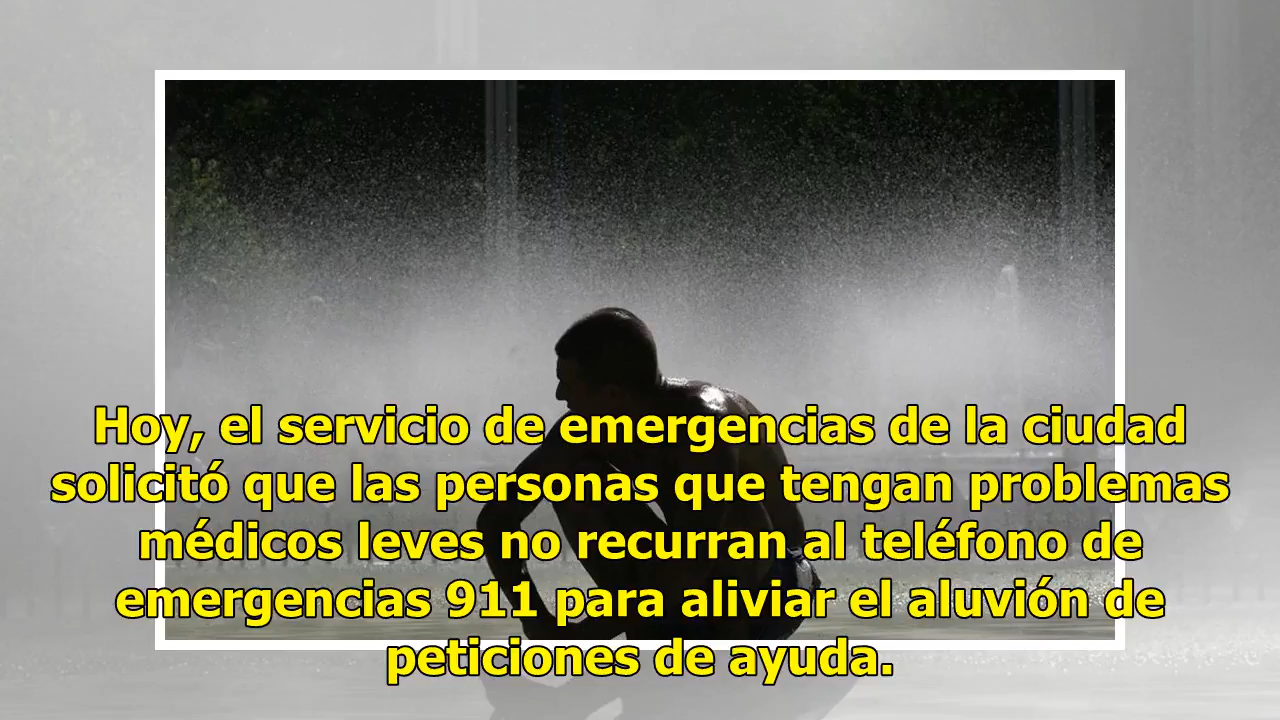 Hoy, el servicio de emergencias de la ciudad
solicitó que las personas que tengan problemas
médicos leves no recurran al teléfono de
emergencias 911 para aliviar el aluvión de
peticiones de ayuda.